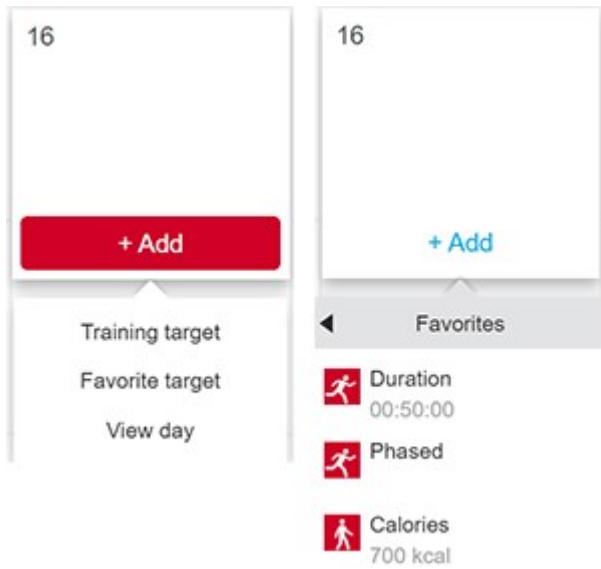 16
+ Add
Training target
Favorite target
View day
16
+ Add
Favorites
Duration
00:50:00
Phased
Calories
700 kcal